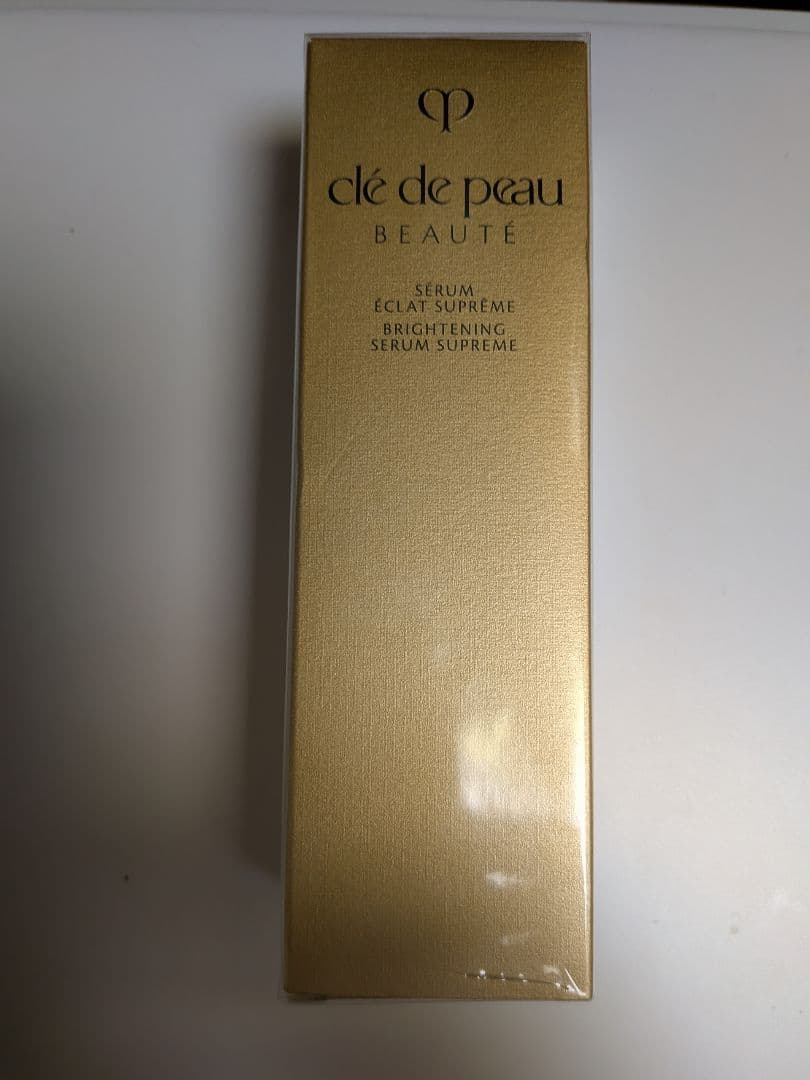 clé de peau
BEAUTÉ
SÉRUM
ÉCLAT SUPRÊME
BRIGHTENING
SERUM SUPREME